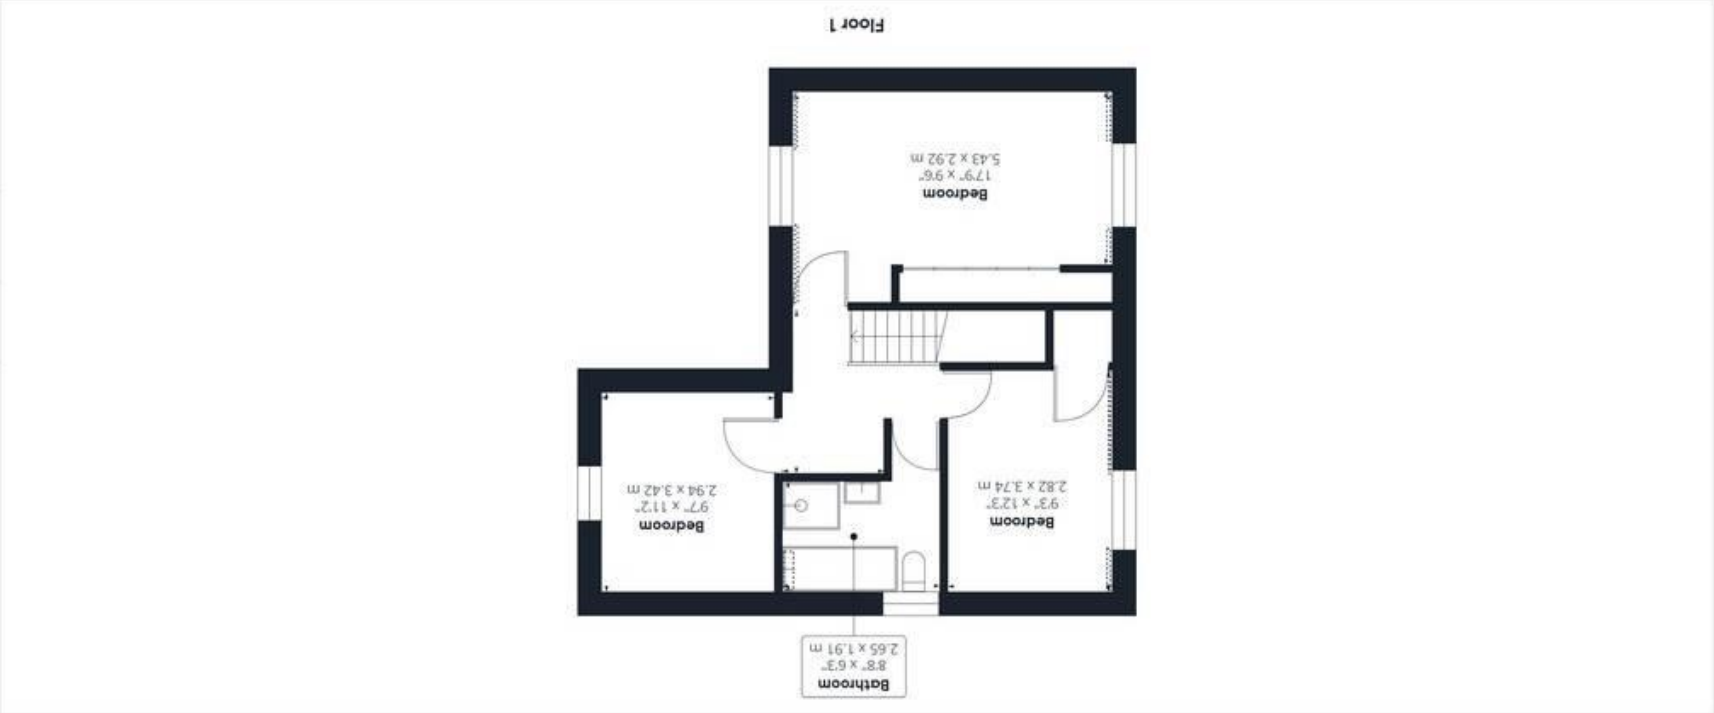 Bathroom
8'8" x 6'3"
2.65 x 1.91 m
Bedroom
9'3" x 12'3"
2.82 x 3.74 m
Bedroom
9'7" x 11'2"
2.94 x 3.42 m
Bedroom
17'9" x 9'6"
5.43 x 2.92 m
Floor 1